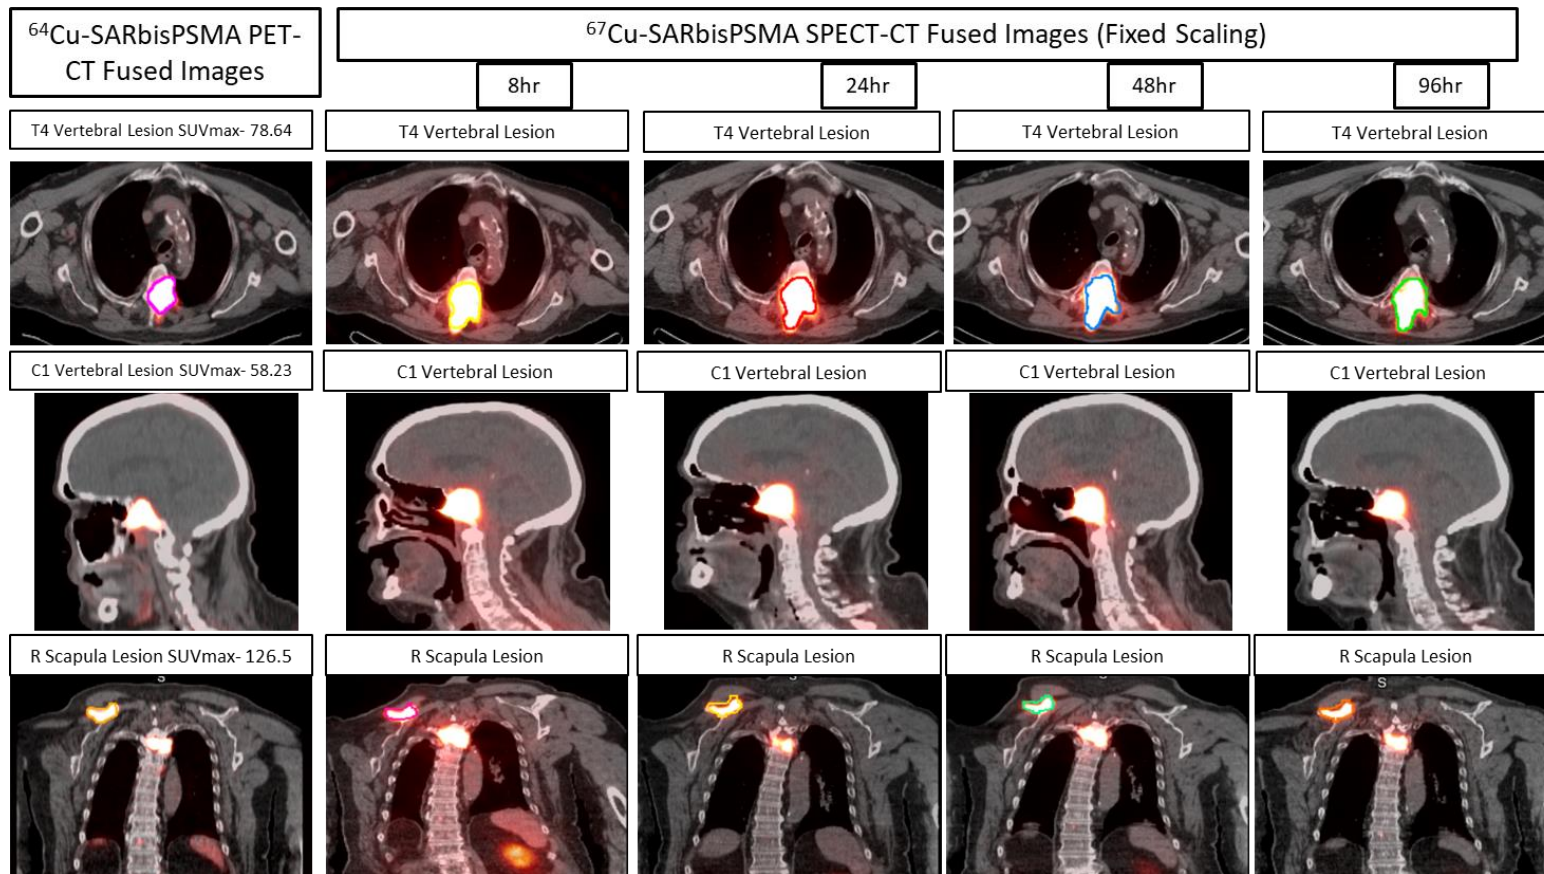 ⁶⁴Cu-SARbisPSMA PET-
CT Fused Images
⁶⁷Cu-SARbisPSMA SPECT-CT Fused Images (Fixed Scaling)
8hr
24hr
48hr
96hr
T4 Vertebral Lesion SUVmax- 78.64
T4 Vertebral Lesion
T4 Vertebral Lesion
T4 Vertebral Lesion
T4 Vertebral Lesion
C1 Vertebral Lesion SUVmax- 58.23
C1 Vertebral Lesion
C1 Vertebral Lesion
C1 Vertebral Lesion
C1 Vertebral Lesion
R Scapula Lesion SUVmax- 126.5
R Scapula Lesion
R Scapula Lesion
R Scapula Lesion
R Scapula Lesion
S
S